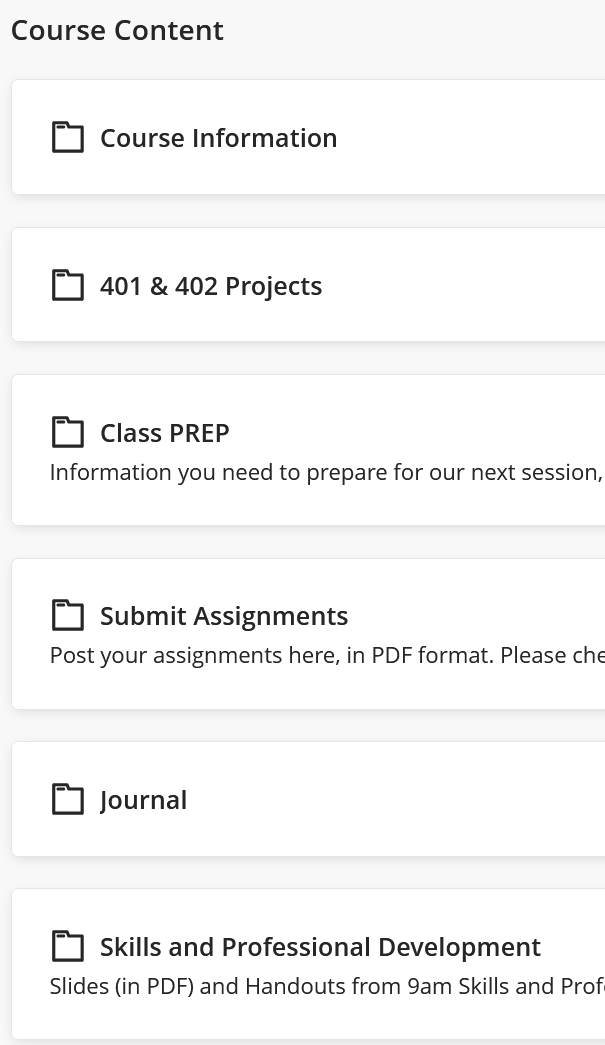 Course Content
Course Information
401 & 402 Projects
Class PREP
Information you need to prepare for our next session,
Submit Assignments
Post your assignments here, in PDF format. Please
Journal
Skills and Professional Development
Slides (in PDF) and Handouts from 9am Skills and